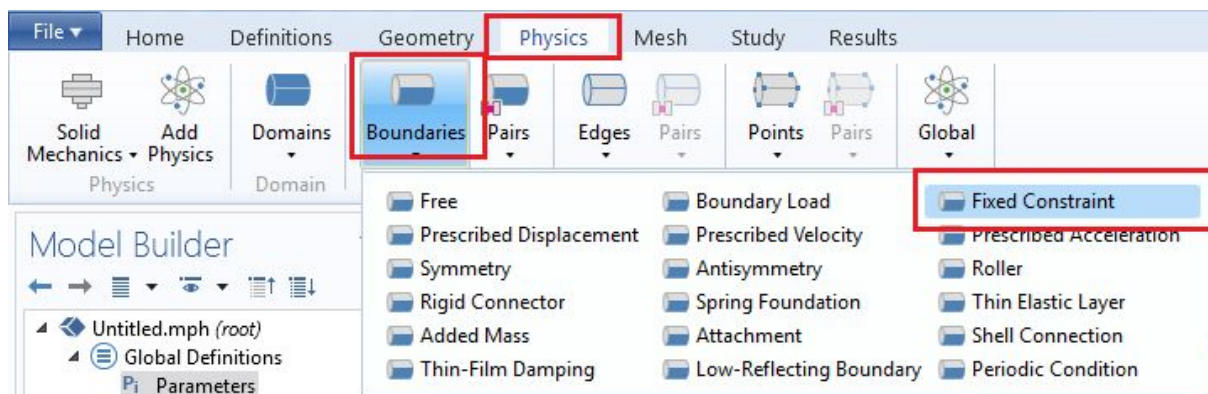 File Home Definitions Geometry Physics Mesh Study Results
Solid Mechanics Add Physics Domains Boundaries Pairs Edges Pairs Points Pairs Global
Physics Domain
Free Boundary Load Fixed Constraint
Prescribed Displacement Prescribed Velocity Prescribed Acceleration
Symmetry Antisymmetry Roller
Rigid Connector Spring Foundation Thin Elastic Layer
Added Mass Attachment Shell Connection
Thin-Film Damping Low-Reflecting Boundary Periodic Condition
Model Builder
Untitled.mph (root)
Global Definitions
Pi Parameters